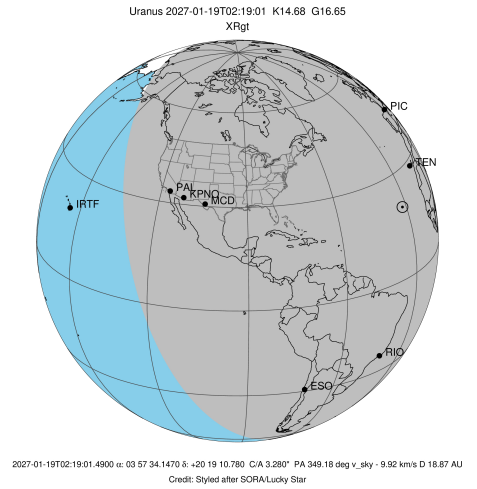 Uranus 2027-01-19T02:19:01  K14.68  G16.65
XRgt
PIC
TEN
PAL
KPNO
MCD
IRTF
RIO
ESO
2027-01-19T02:19:01.4900 α: 03 57 34.1470 δ: +20 19 10.780  C/A 3.280"  PA 349.18 deg v_sky - 9.92 km/s D 18.87 AU
Credit: Styled after SORA/Lucky Star